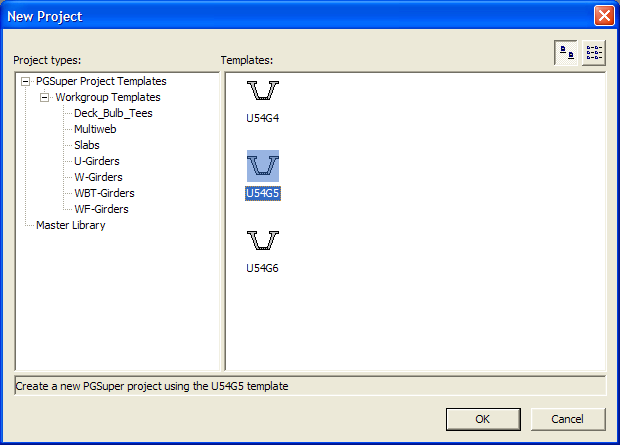 New Project
Project types:
Templates:
PGSuper Project Templates
Workgroup Templates
Deck_Bulb_Tees
Multiweb
Slabs
U-Girders
W-Girders
WBT-Girders
WF-Girders
Master Library
U54G4
U54G5
U54G6
Create a new PGSuper project using the U54G5 template
OK
Cancel